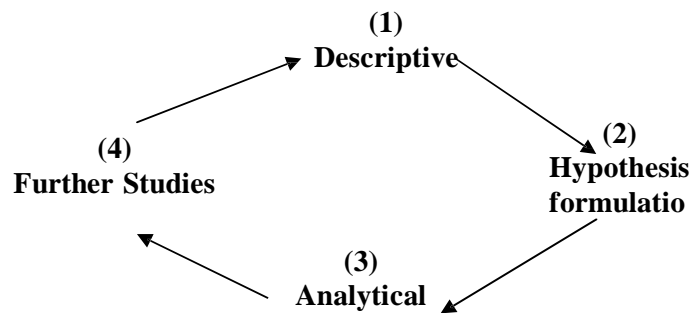 (1)
Descriptive
(2)
Hypothesis
formulatio
(3)
Analytical
(4)
Further Studies